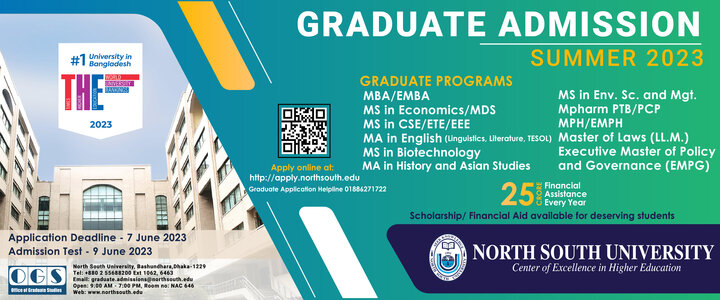 GRADUATE ADMISSION
SUMMER 2023
#1 University in
Bangladesh
THE
TIMES
HIGHER
EDUCATION
WORLD
UNIVERSITY
RANKINGS
2023
GRADUATE PROGRAMS
MBA/EMBA
MS in Economics/MDS
MS in CSE/ETE/EEE
MA in English (Linguistics, Literature, TESOL)
MS in Biotechnology
MA in History and Asian Studies
MS in Env. Sc. and Mgt.
Mpharm PTB/PCP
MPH/EMPH
Master of Laws (LL.M.)
Executive Master of Policy
and Governance (EMPG)
Apply online at:
http://apply.northsouth.edu
Graduate Application Helpline 01886271722
25 CRORE
Financial
Assistance
Every Year
Scholarship/ Financial Aid available for deserving students
Application Deadline - 7 June 2023
Admission Test - 9 June 2023
OGS
Office of Graduate Studies
North South University, Bashundhara,Dhaka-1229
Tel: +880 2 55668200 Ext 1062, 6463
Email: graduate.admissions@northsouth.edu
Open: 9:00 AM - 7:00 PM, Room no: NAC 646
Web: www.northsouth.edu
NORTH SOUTH UNIVERSITY
Center of Excellence in Higher Education